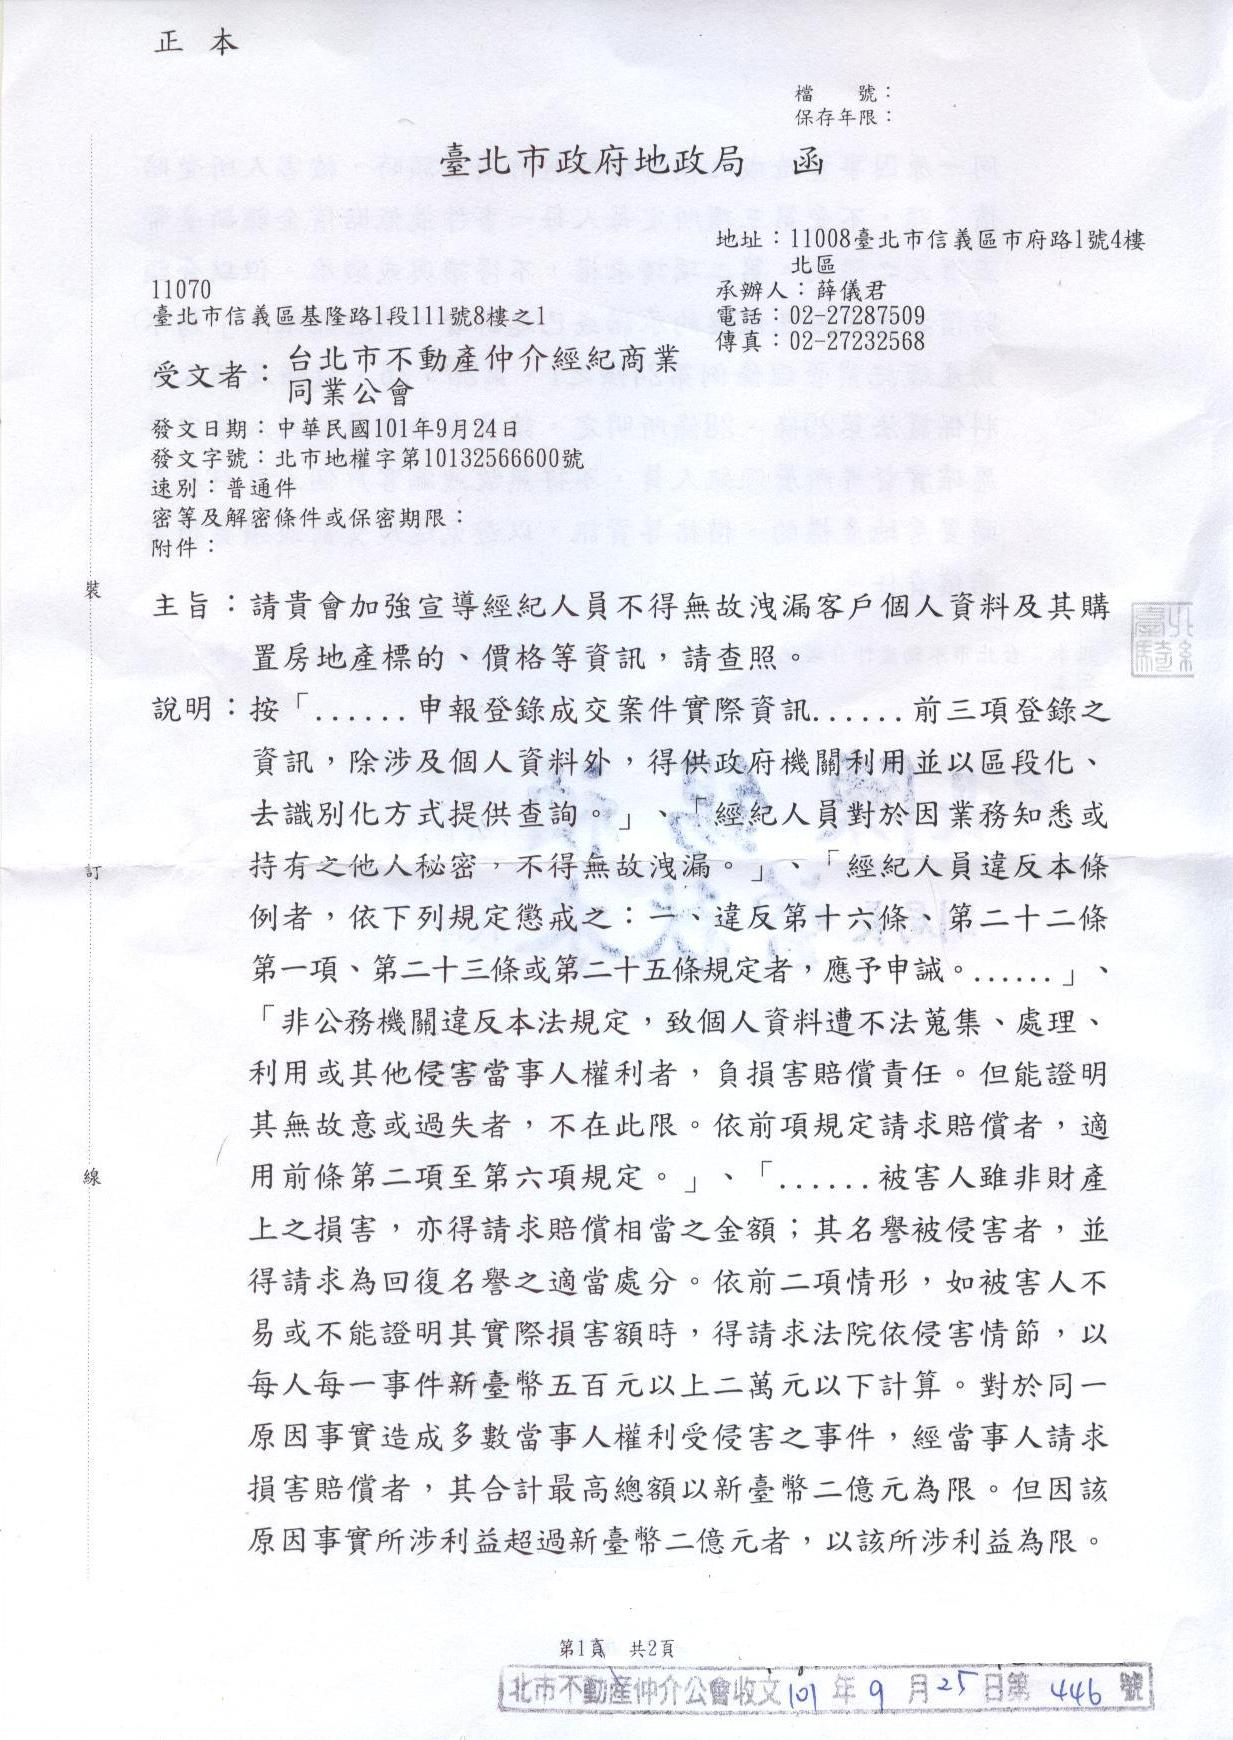 正本
檔　　號：
保存年限：
臺北市政府地政局　函
地址：11008臺北市信義區市府路1號4樓
北區
承辦人：薛儀君
電話：02-27287509
傳真：02-27232568
11070
臺北市信義區基隆路1段111號8樓之1
受文者：台北市不動產仲介經紀商業
同業公會
發文日期：中華民國101年9月24日
發文字號：北市地權字第10132566600號
速別：普通件
密等及解密條件或保密期限：
附件：
主旨：請貴會加強宣導經紀人員不得無故洩漏客戶個人資料及其購
置房地產標的、價格等資訊，請查照。
說明：按「......申報登錄成交案件實際資訊......前三項登錄之
資訊，除涉及個人資料外，得供政府機關利用並以區段化、
去識別化方式提供查詢。」、「經紀人員對於因業務知悉或
持有之他人秘密，不得無故洩漏。」、「經紀人員違反本條
例者，依下列規定懲戒之：一、違反第十六條、第二十二條
第一項、第二十三條或第二十五條規定者，應予申誡。......」、
「非公務機關違反本法規定，致個人資料遭不法蒐集、處理、
利用或其他侵害當事人權利者，負損害賠償責任。但能證明
其無故意或過失者，不在此限。依前項規定請求賠償者，適
用前條第二項至第六項規定。」、「......被害人雖非財產
上之損害，亦得請求賠償相當之金額；其名譽被侵害者，並
得請求為回復名譽之適當處分。依前二項情形，如被害人不
易或不能證明其實際損害額時，得請求法院依侵害情節，以
每人每一事件新臺幣五百元以上二萬元以下計算。對於同一
原因事實造成多數當事人權利受侵害之事件，經當事人請求
損害賠償者，其合計最高總額以新臺幣二億元為限。但因該
原因事實所涉利益超過新臺幣二億元者，以該所涉利益為限。
裝
訂
線
第1頁　共2頁
北市不動產仲介公會收文101年9月25日第446號